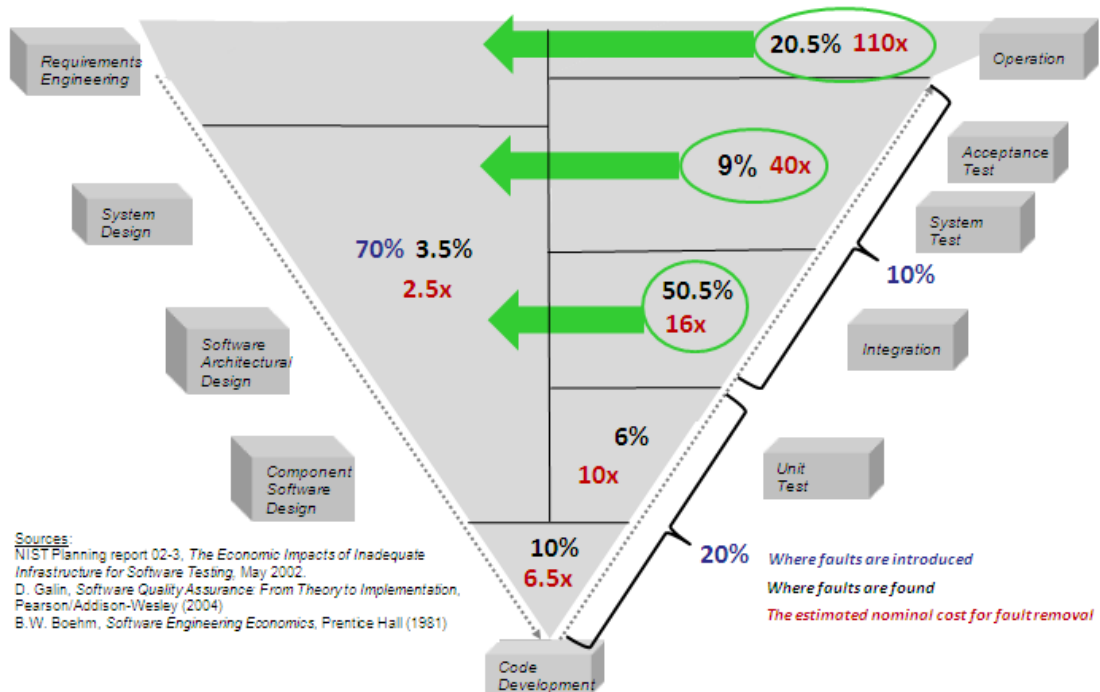 Requirements
Engineering
20.5% 110x
Operation
9% 40x
Acceptance
Test
System
Design
System
Test
70% 3.5%
2.5x
50.5%
16x
10%
Software
Architectural
Design
Integration
6%
10x
Component
Software
Design
Unit
Test
10%
6.5x
20%
Sources:
NIST Planning report 02-3, The Economic Impacts of Inadequate
Infrastructure for Software Testing, May 2002.
D. Galin, Software Quality Assurance: From Theory to Implementation,
Pearson/Addison-Wesley (2004)
B.W. Boehm, Software Engineering Economics, Prentice Hall (1981)
Where faults are introduced
Where faults are found
The estimated nominal cost for fault removal
Code
Development